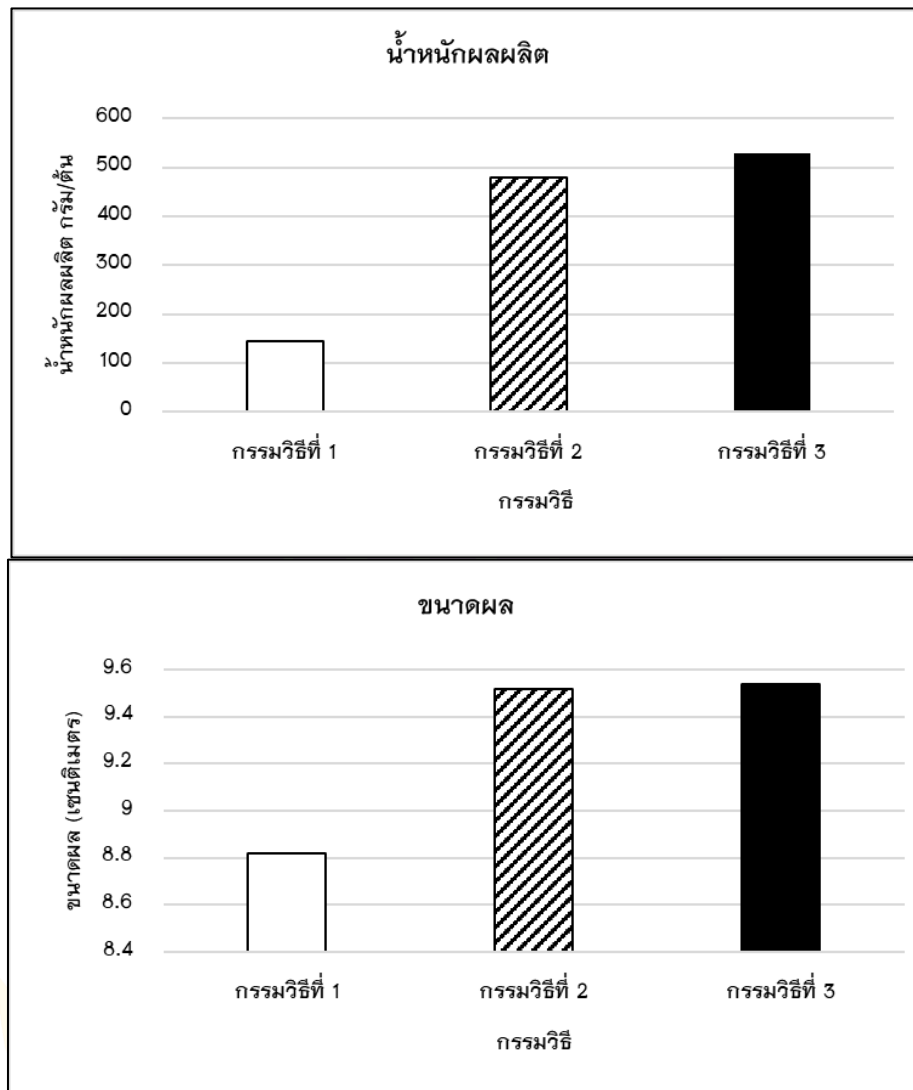 น้ำหนักผลผลิต
น้ำหนักผลผลิต กรัม/ต้น
600
500
400
300
200
100
0
กรรมวิธีที่ 1 กรรมวิธีที่ 2 กรรมวิธีที่ 3
กรรมวิธี
ขนาดผล
ขนาดผล (เซนติเมตร)
9.6
9.4
9.2
9
8.8
8.6
8.4
กรรมวิธีที่ 1 กรรมวิธีที่ 2 กรรมวิธีที่ 3
กรรมวิธี